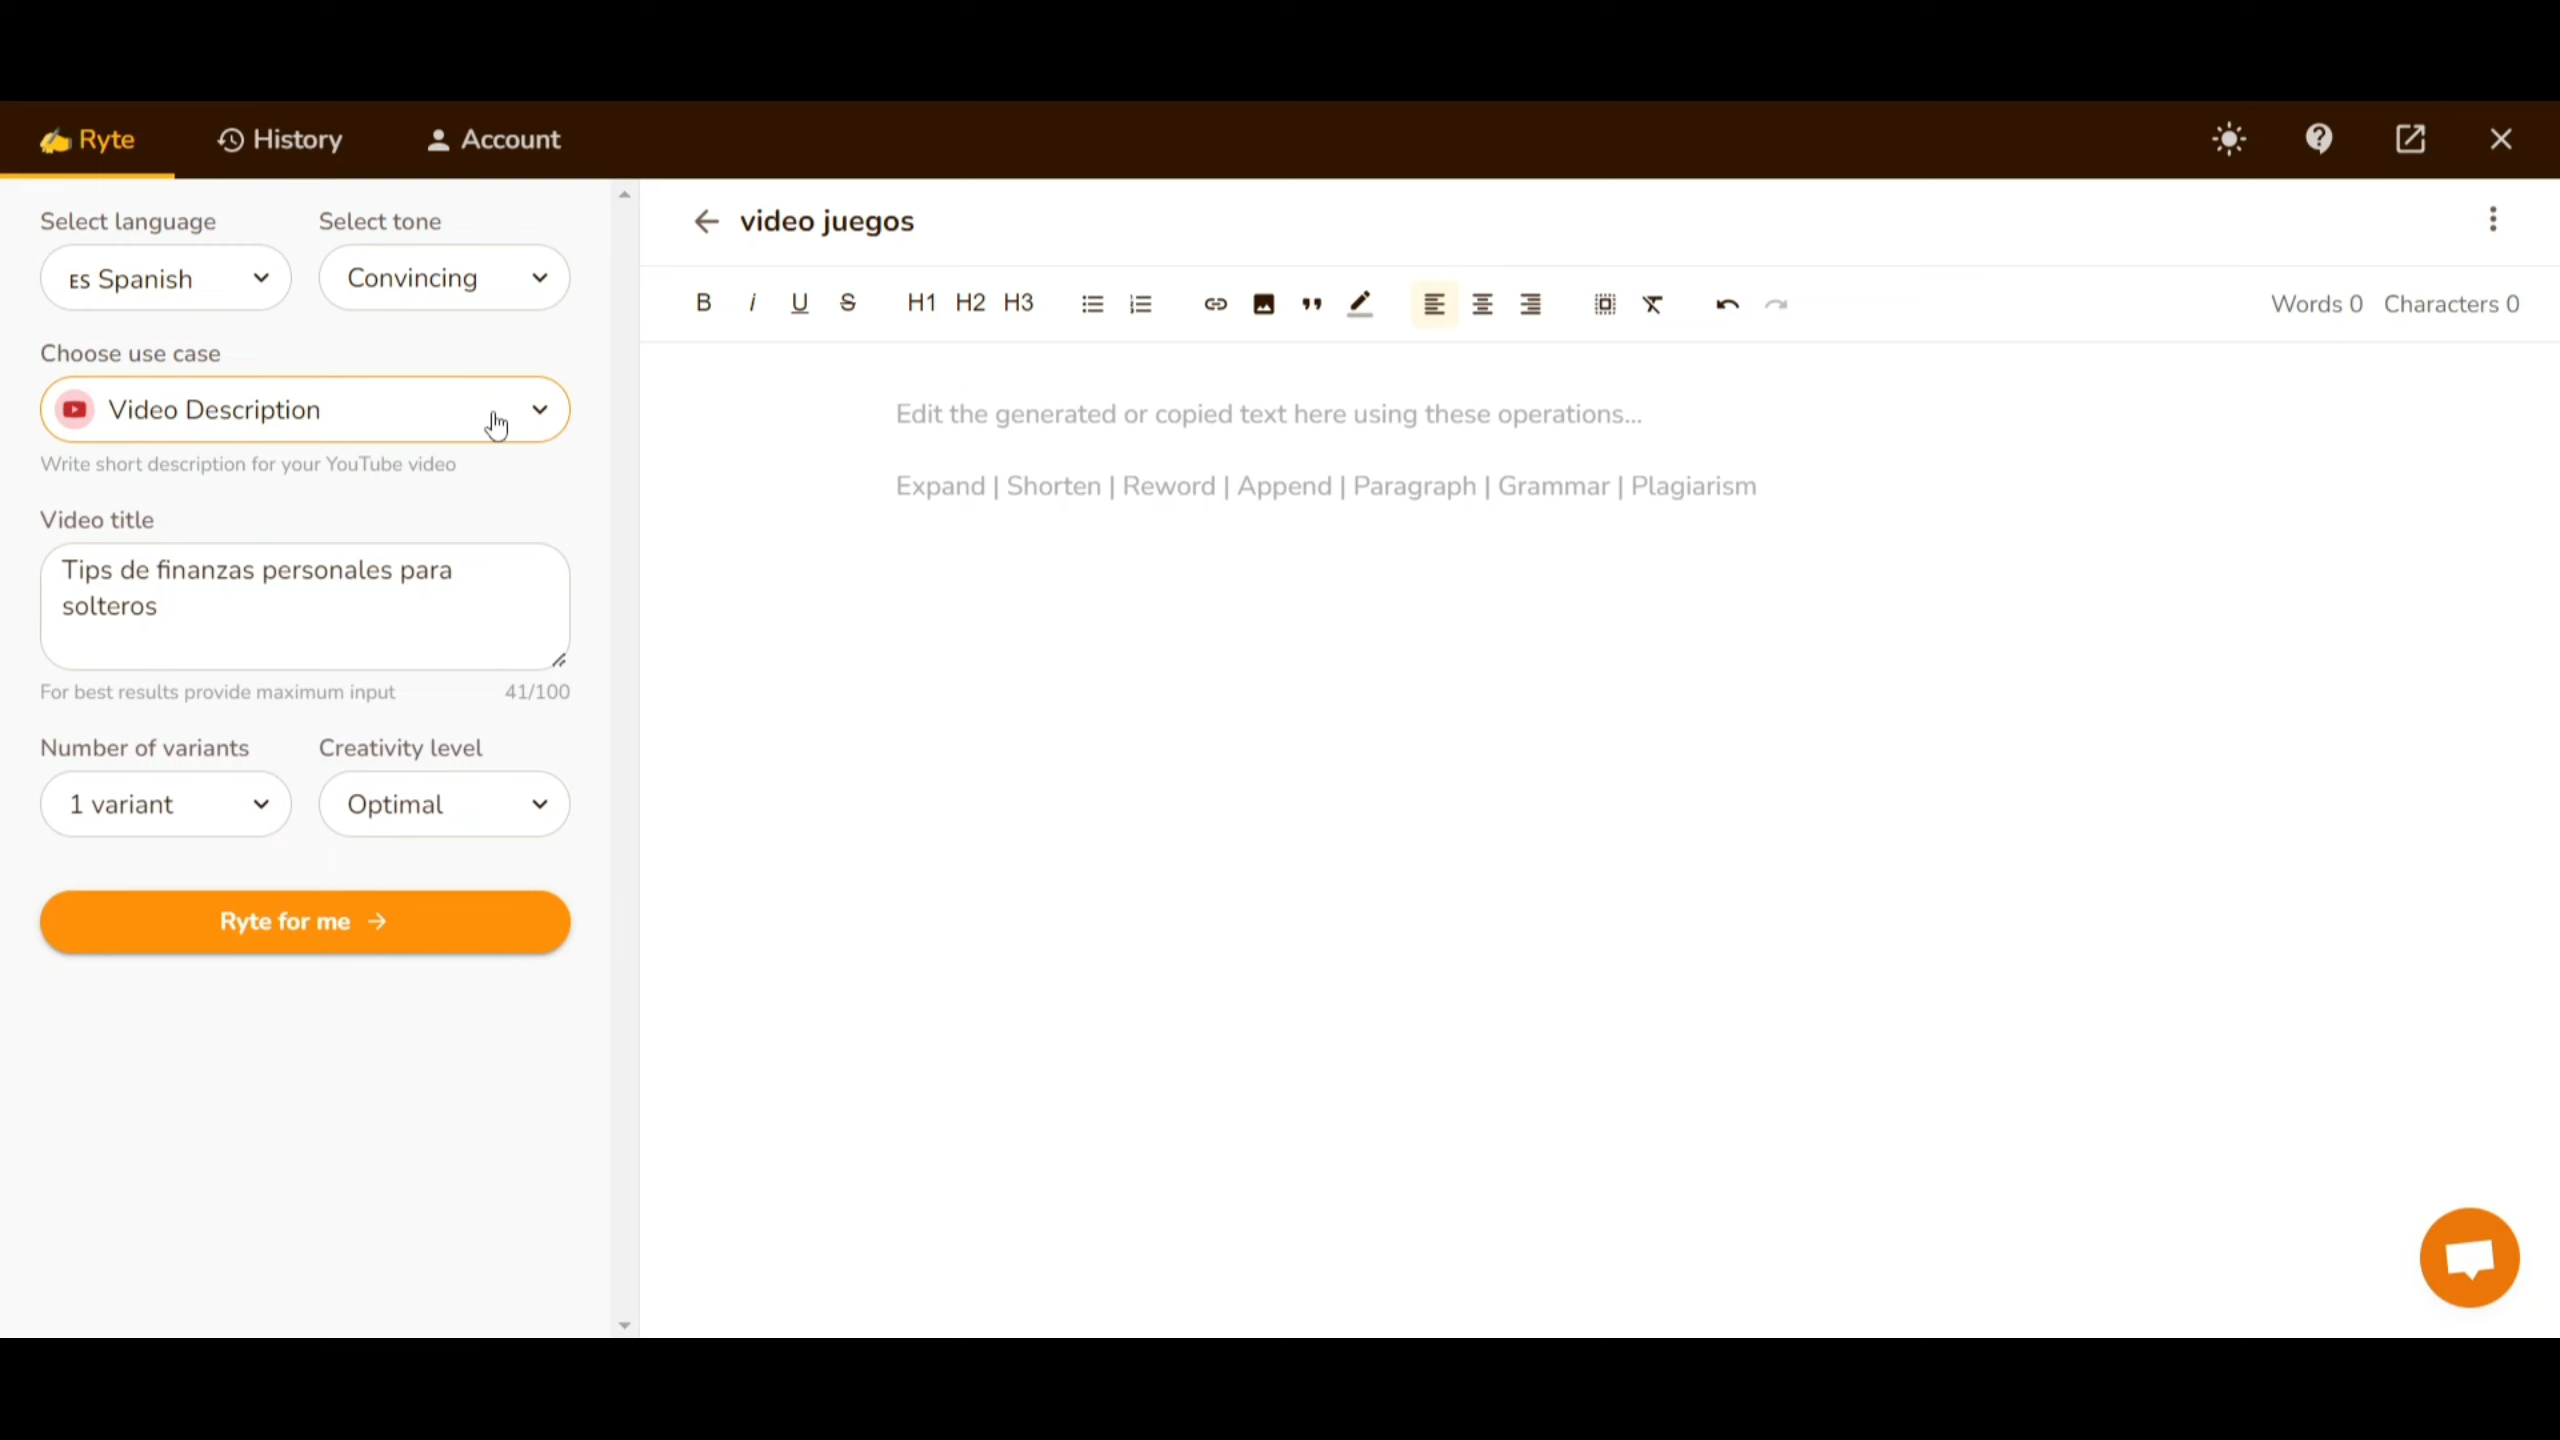 Ryte
History
Account
Select language
Select tone
ES Spanish
Convincing
Choose use case
Video Description
Write short description for your YouTube video
Video title
Tips de finanzas personales para
solteros
For best results provide maximum input
41/100
Number of variants
Creativity level
1 variant
Optimal
Ryte for me →
video juegos
B i U S H1 H2 H3
Words 0 Characters 0
Edit the generated or copied text here using these operations...
Expand | Shorten | Reword | Append | Paragraph | Grammar | Plagiarism